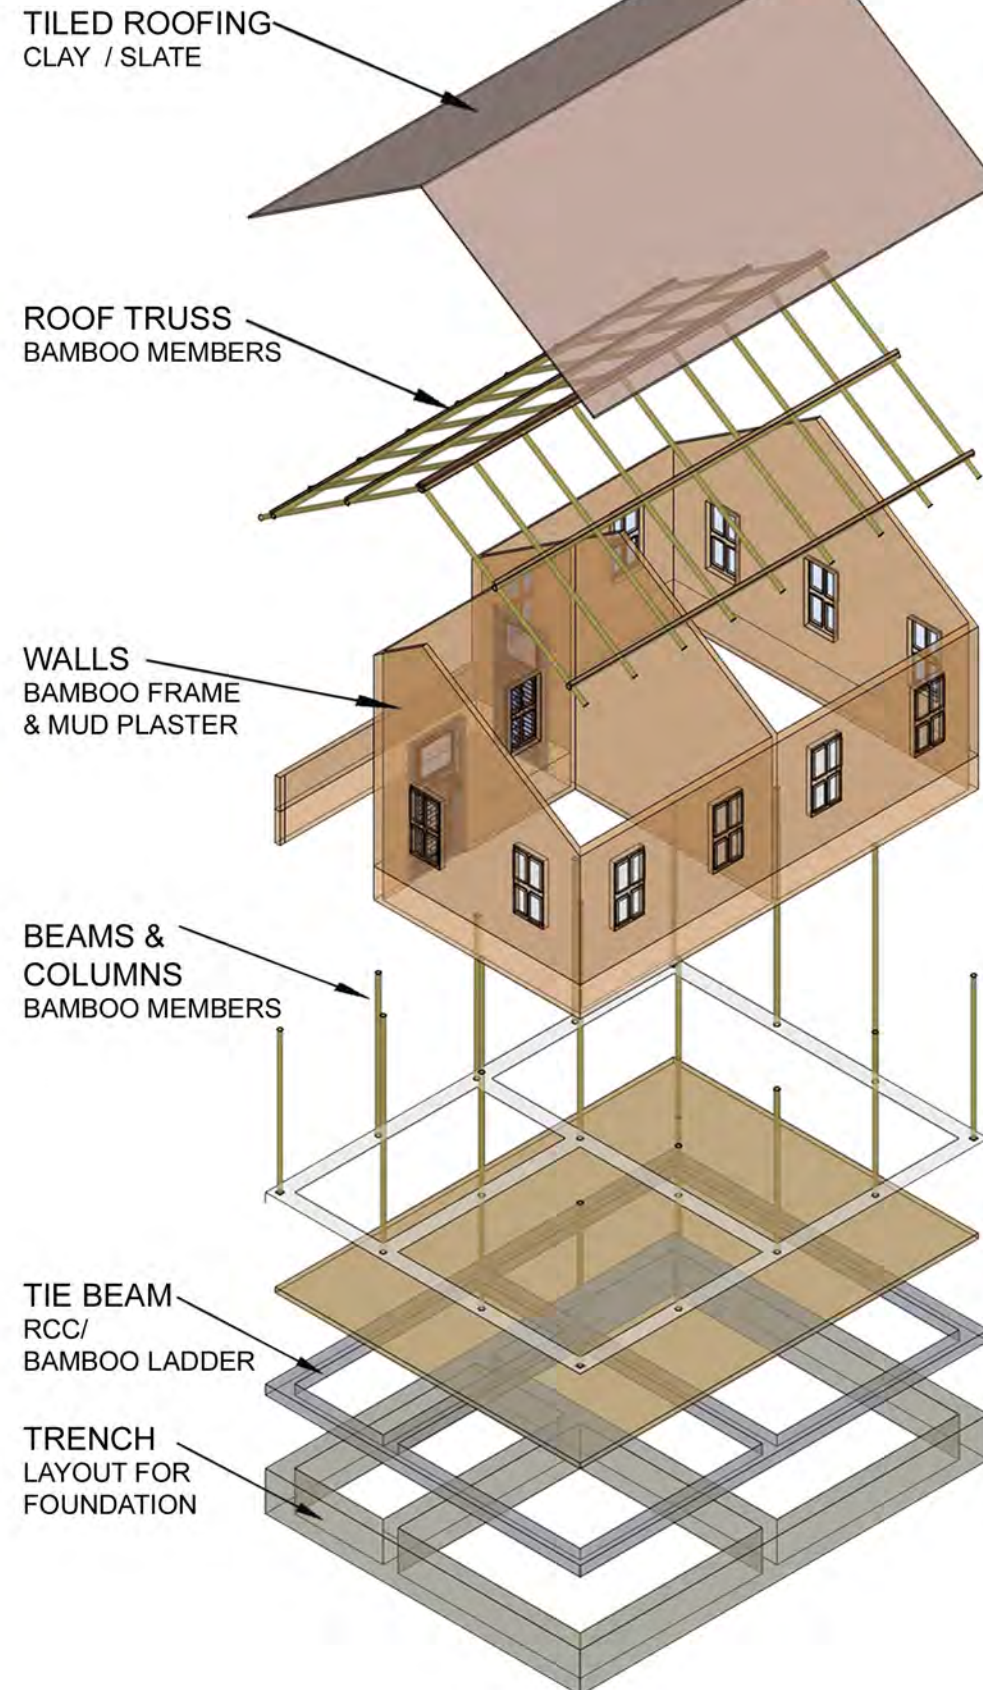 TILED ROOFING
CLAY / SLATE
ROOF TRUSS
BAMBOO MEMBERS
WALLS
BAMBOO FRAME
& MUD PLASTER
BEAMS &
COLUMNS
BAMBOO MEMBERS
TIE BEAM
RCC/
BAMBOO LADDER
TRENCH
LAYOUT FOR
FOUNDATION